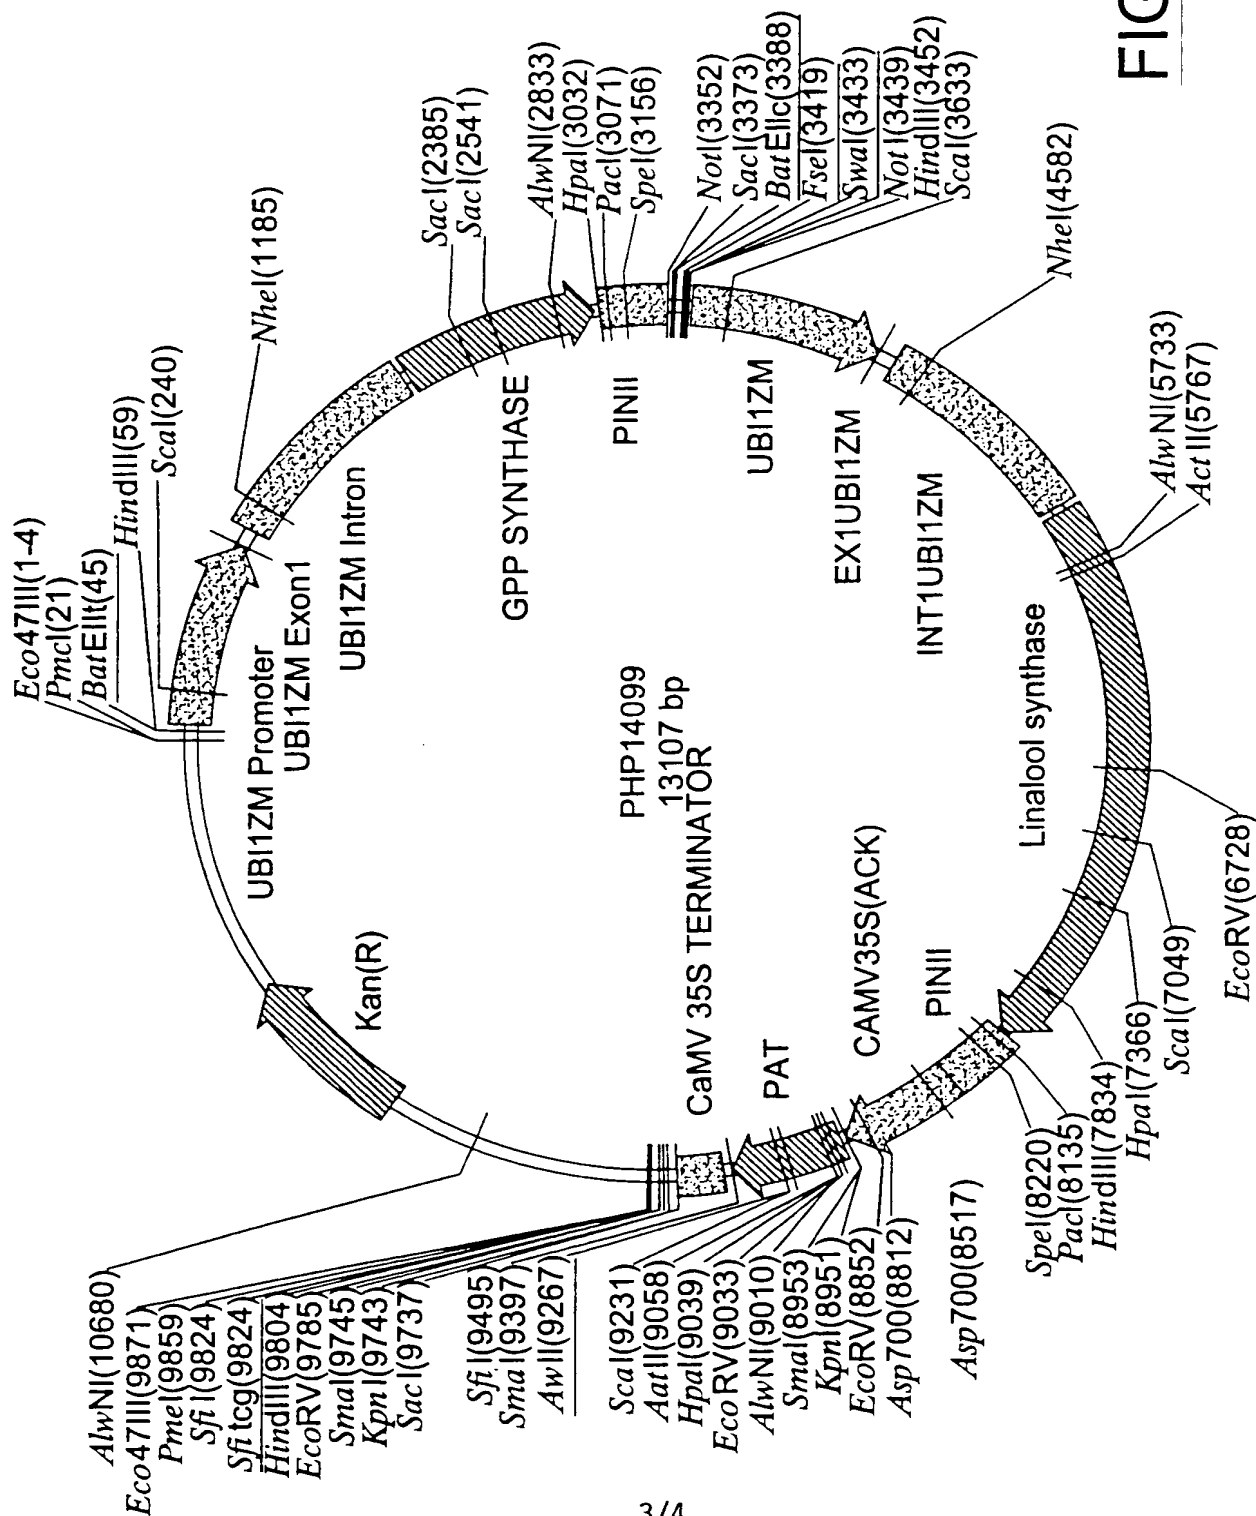 FIG
Eco47III(1-4)
PmcI(21)
BatEIIt(45)
HindIII(59)
ScaI(240)
NheI(1185)
SacI(2385)
SacI(2541)
AlwNI(2833)
HpaI(3032)
PacI(3071)
SpeI(3156)
NotI(3352)
SacI(3373)
BatEIIc(3388)
FseI(3419)
SwaI(3433)
NotI(3439)
HindIII(3452)
ScaI(3633)
NheI(4582)
AlwNI(5733)
ActII(5767)
EcoRV(6728)
ScaI(7049)
HpaI(7366)
HindIII(7834)
PacI(8135)
SpeI(8220)
Asp700(8517)
Asp700(8812)
EcoRV(8852)
KpnI(8951)
SmaI(8953)
AlwNI(9010)
EcoRV(9033)
HpaI(9039)
AatII(9058)
ScaI(9231)
AwII(9267)
SmaI(9397)
SfiI(9495)
SacI(9737)
KpnI(9743)
SmaI(9745)
EcoRV(9785)
HindIII(9804)
Sfi tcg(9824)
SfiI(9824)
PmeI(9859)
Eco47III(9871)
AlwNI(10680)
UBI1ZM Promoter
UBI1ZM Exon1
UBI1ZM Intron
GPP SYNTHASE
PINII
UBI1ZM
EX1UBI1ZM
INT1UBI1ZM
Linalool synthase
PINII
CAMV35S(ACK)
PAT
CaMV 35S TERMINATOR
Kan(R)
PHP14099
13107 bp
3/4